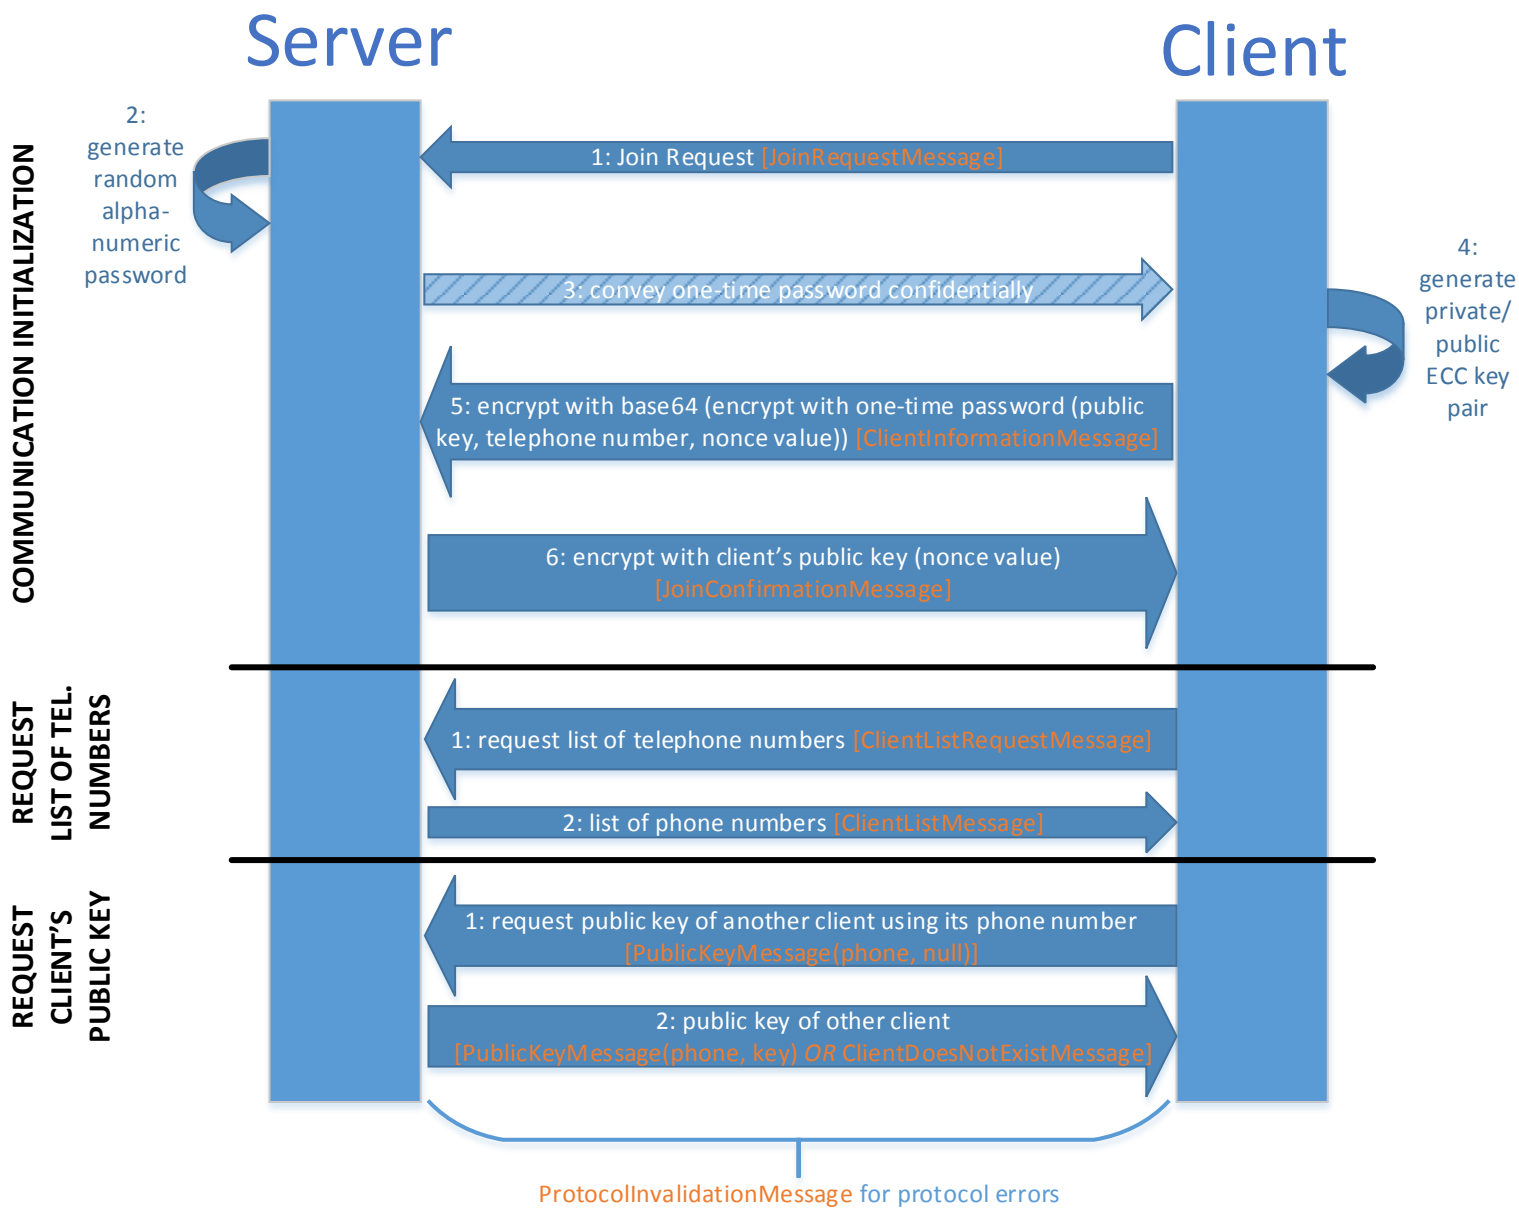 Server
Client
COMMUNICATION INITIALIZATION
2:
generate
random
alpha-
numeric
password
1: Join Request [JoinRequestMessage]
3: convey one-time password confidentially
4:
generate
private/
public
ECC key
pair
5: encrypt with base64 (encrypt with one-time password (public
key, telephone number, nonce value)) [ClientInformationMessage]
6: encrypt with client’s public key (nonce value)
[JoinConfirmationMessage]
REQUEST
LIST OF TEL.
NUMBERS
1: request list of telephone numbers [ClientListRequestMessage]
2: list of phone numbers [ClientListMessage]
REQUEST
CLIENT’S
PUBLIC KEY
1: request public key of another client using its phone number
[PublicKeyMessage(phone, null)]
2: public key of other client
[PublicKeyMessage(phone, key) OR ClientDoesNotExistMessage]
ProtocolInvalidationMessage for protocol errors